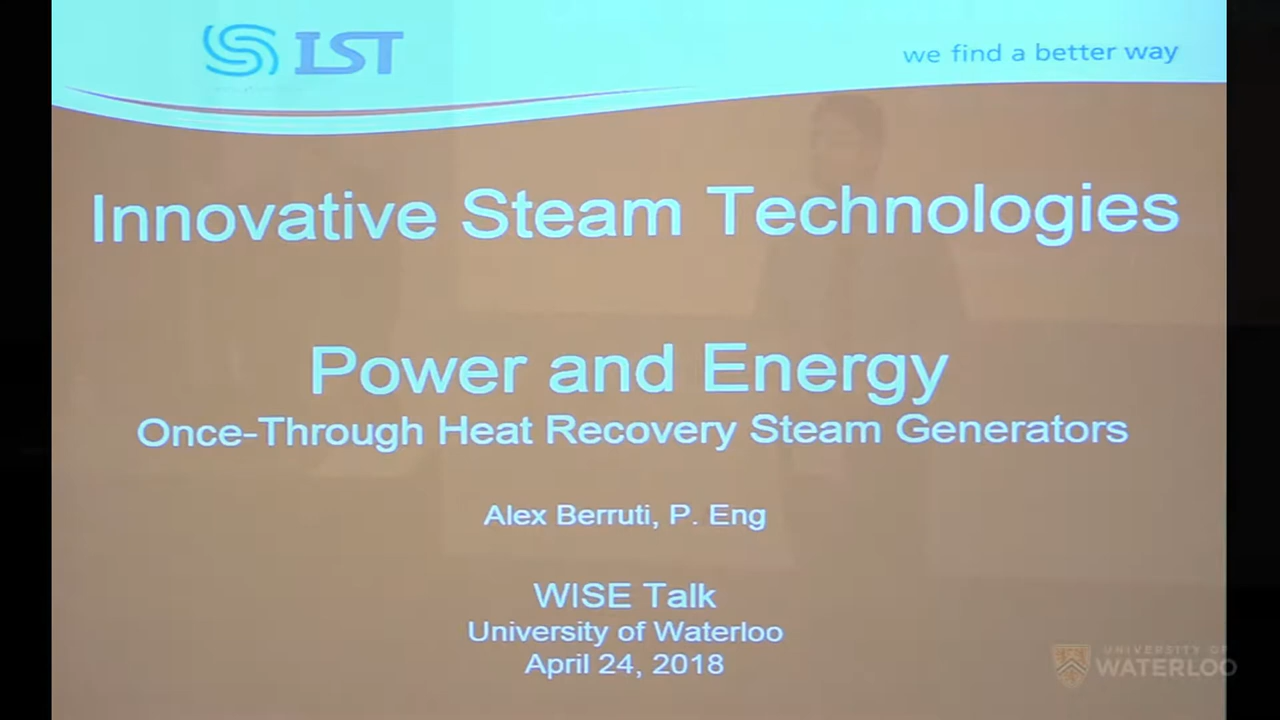 IST
we find a better way
Innovative Steam Technologies
Power and Energy
Once-Through Heat Recovery Steam Generators
Alex Berruti, P. Eng
WISE Talk
University of Waterloo
April 24, 2018
UNIVERSITY OF
WATERLOO